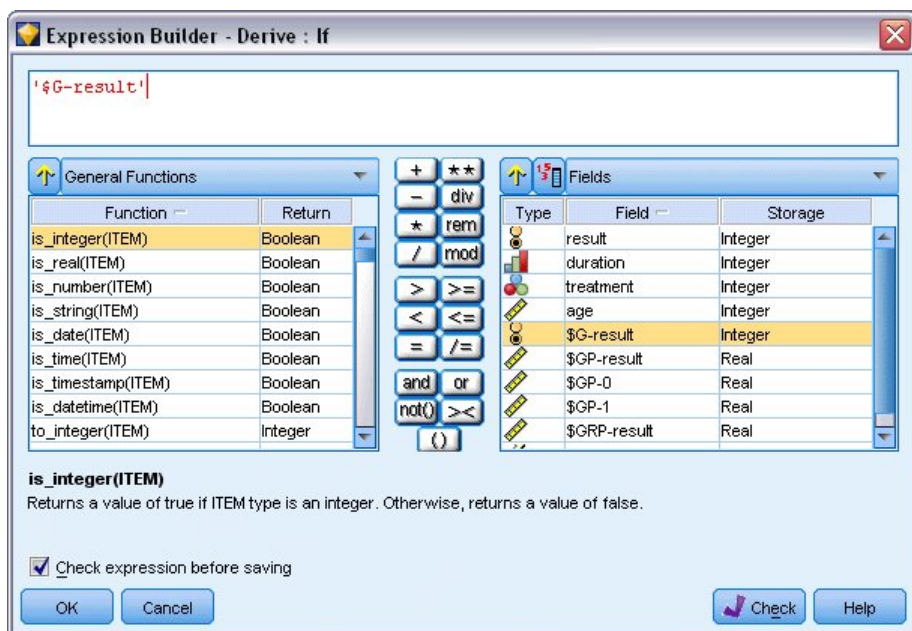 Expression Builder - Derive : If
'$G-result'
General Functions
Function Return
is_integer(ITEM) Boolean
is_real(ITEM) Boolean
is_number(ITEM) Boolean
is_string(ITEM) Boolean
is_date(ITEM) Boolean
is_time(ITEM) Boolean
is_timestamp(ITEM) Boolean
is_datetime(ITEM) Boolean
to_integer(ITEM) Integer
+ **
- div
* rem
/ mod
> >=
< <=
= /=
and or
not() ><
()
Fields
Type Field Storage
result Integer
duration Integer
treatment Integer
age Integer
$G-result Integer
$GP-result Real
$GP-0 Real
$GP-1 Real
$GRP-result Real
is_integer(ITEM)
Returns a value of true if ITEM type is an integer. Otherwise, returns a value of false.
Check expression before saving
OK Cancel Check Help